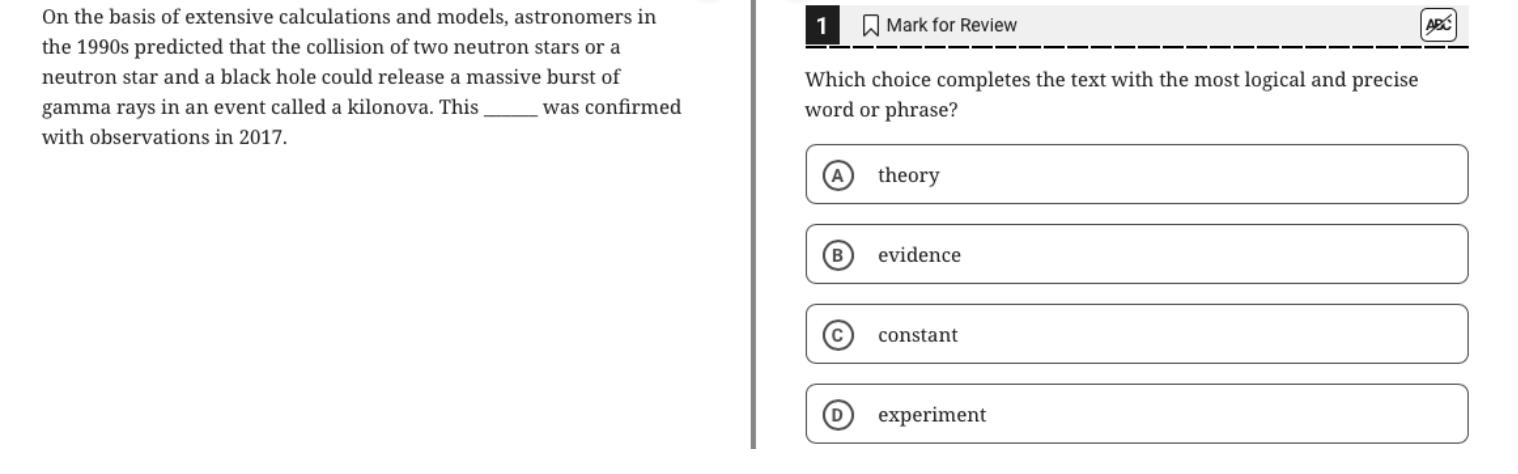 On the basis of extensive calculations and models, astronomers in
the 1990s predicted that the collision of two neutron stars or a
neutron star and a black hole could release a massive burst of
gamma rays in an event called a kilonova. This ______ was confirmed
with observations in 2017.
1 Mark for Review ABC
Which choice completes the text with the most logical and precise
word or phrase?
A theory
B evidence
C constant
D experiment